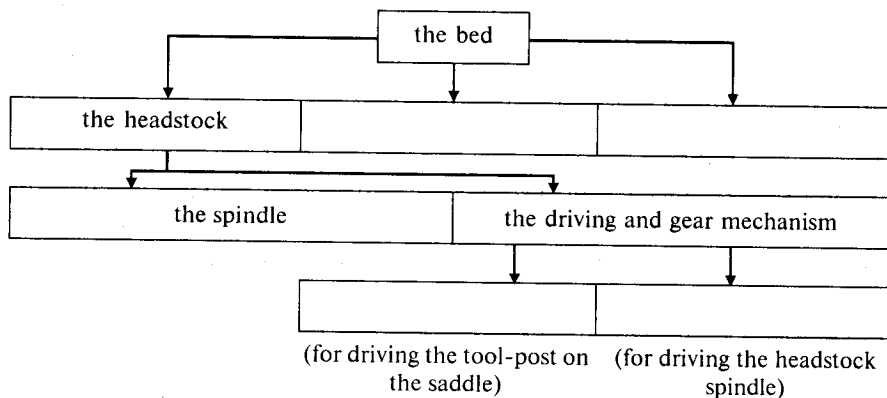 the bed
the headstock
the spindle
the driving and gear mechanism
(for driving the tool-post on
the saddle)
(for driving the headstock
spindle)